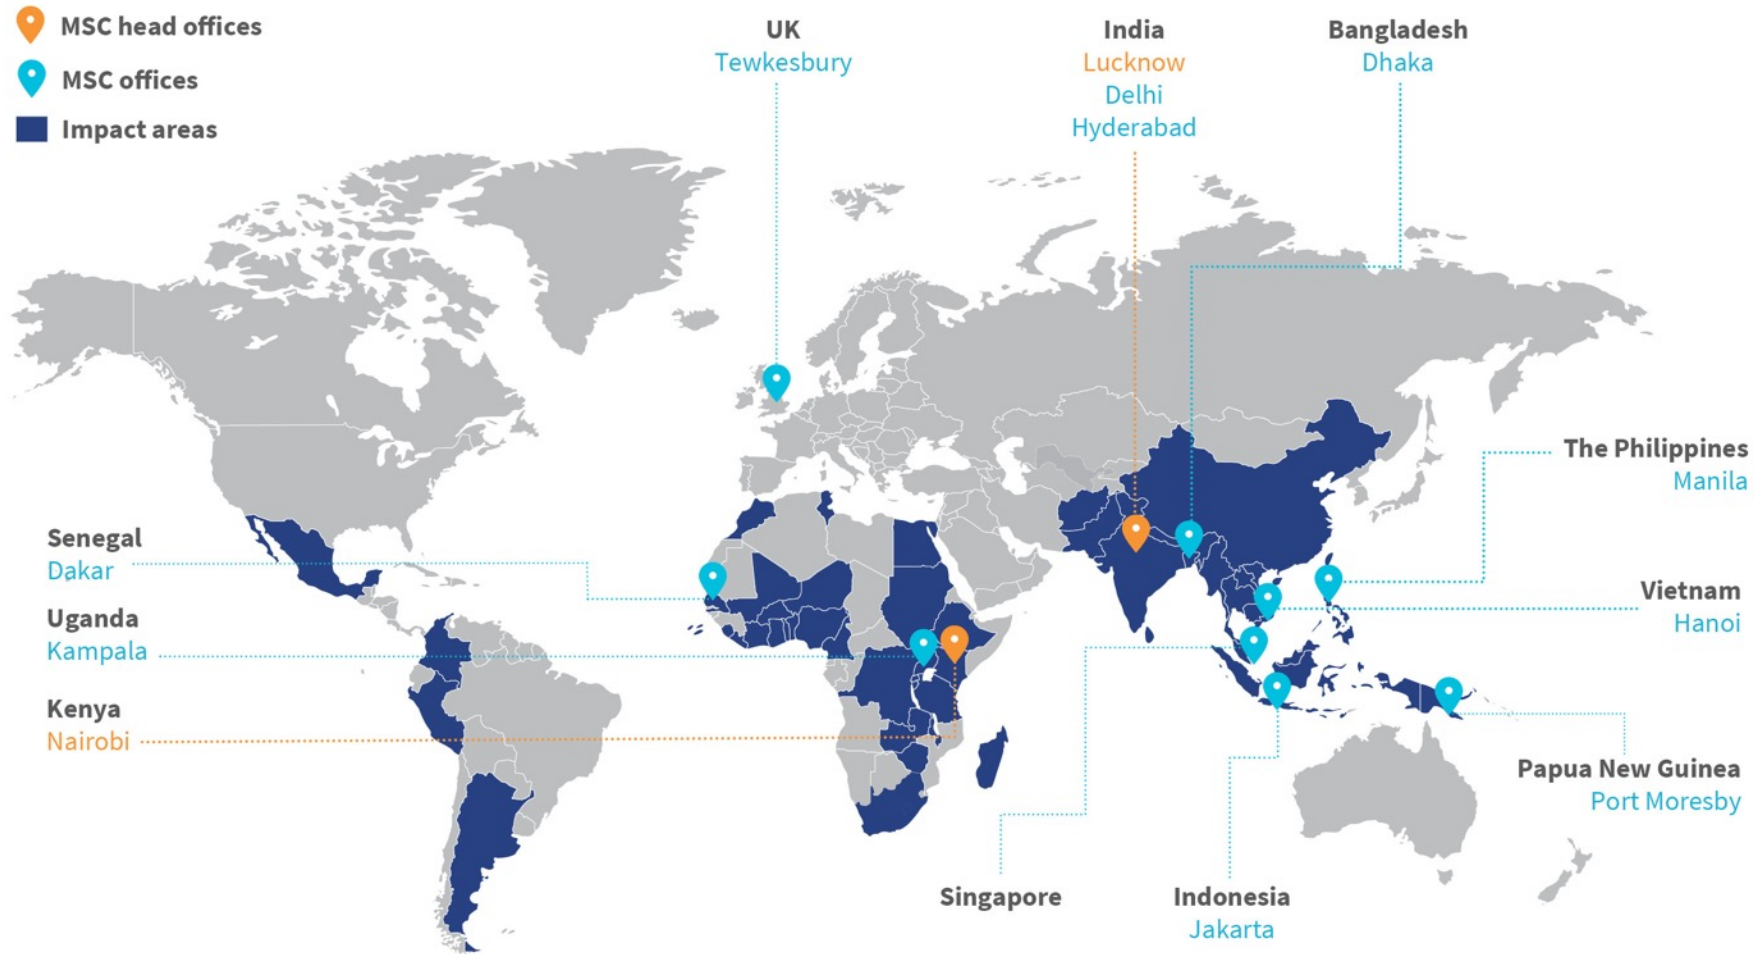 MSC head offices
MSC offices
Impact areas
UK
Tewkesbury
India
Lucknow
Delhi
Hyderabad
Bangladesh
Dhaka
The Philippines
Manila
Senegal
Dakar
Uganda
Kampala
Kenya
Nairobi
Vietnam
Hanoi
Papua New Guinea
Port Moresby
Singapore
Indonesia
Jakarta